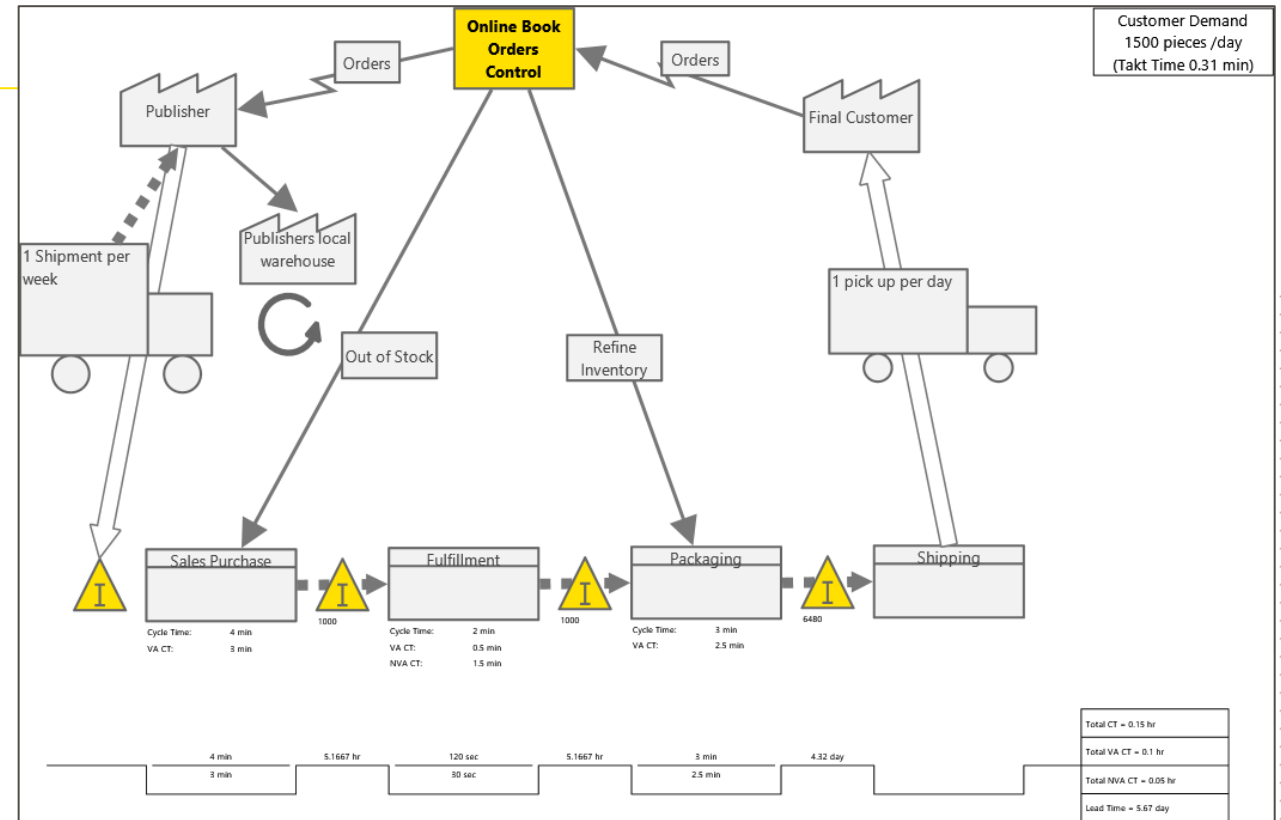 Online Book
Orders
Control
Customer Demand
1500 pieces /day
(Takt Time 0.31 min)
Orders
Orders
Publisher
Final Customer
Publishers local
warehouse
1 Shipment per
week
1 pick up per day
Out of Stock
Refine
Inventory
I
Sales Purchase
I
Fulfillment
I
Packaging
I
Shipping
1000
1000
6480
Cycle Time: 4 min
VA CT: 3 min
Cycle Time: 2 min
VA CT: 0.5 min
NVA CT: 1.5 min
Cycle Time: 3 min
VA CT: 2.5 min
4 min
3 min
5.1667 hr
120 sec
30 sec
5.1667 hr
3 min
2.5 min
4.32 day
Total CT = 0.15 hr
Total VA CT = 0.1 hr
Total NVA CT = 0.05 hr
Lead Time = 5.67 day